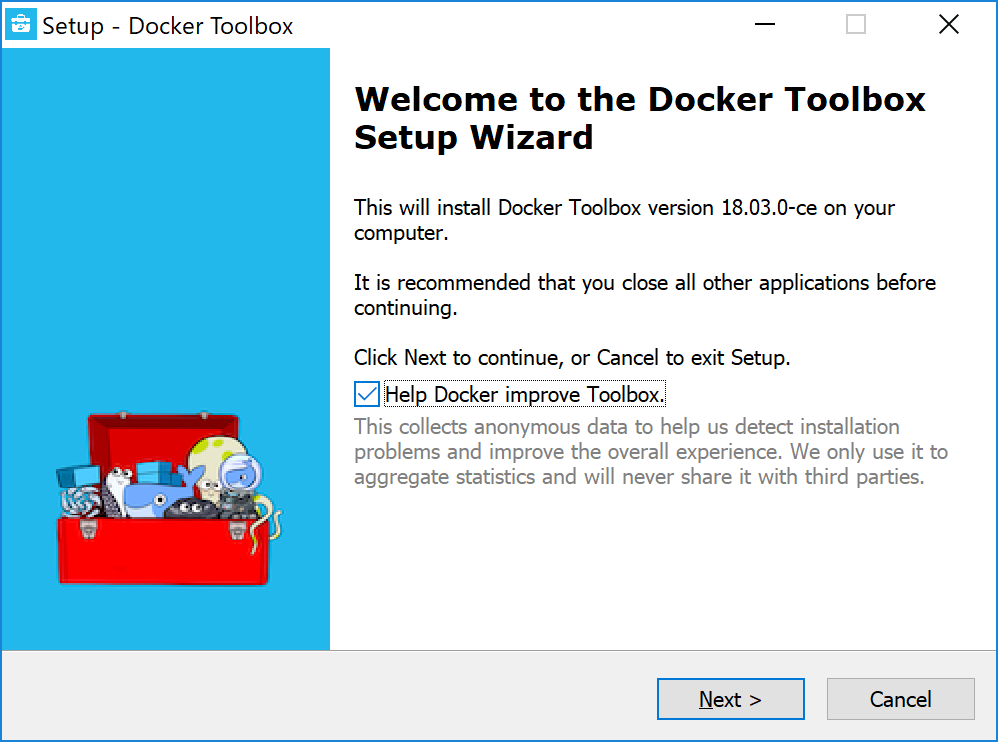 Setup - Docker Toolbox
Welcome to the Docker Toolbox
Setup Wizard
This will install Docker Toolbox version 18.03.0-ce on your
computer.
It is recommended that you close all other applications before
continuing.
Click Next to continue, or Cancel to exit Setup.
Help Docker improve Toolbox.
This collects anonymous data to help us detect installation
problems and improve the overall experience. We only use it to
aggregate statistics and will never share it with third parties.
Next >
Cancel